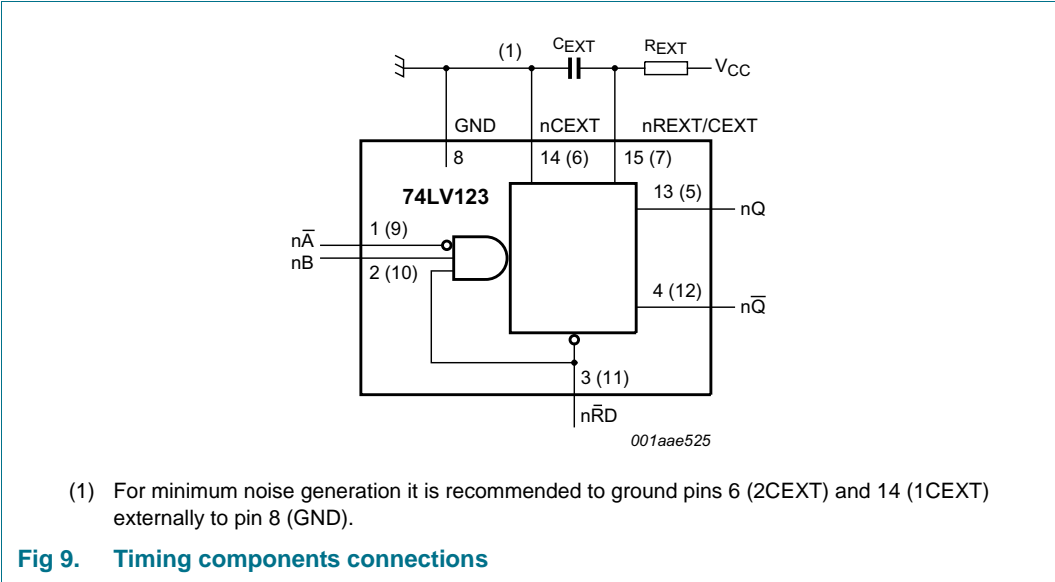 (1)
CEXT
REXT
VCC
GND
nCEXT
nREXT/CEXT
8
14 (6)
15 (7)
74LV123
13 (5)
nQ
nA̅
1 (9)
nB
2 (10)
4 (12)
nQ̅
3 (11)
nR̅D
001aae525
(1) For minimum noise generation it is recommended to ground pins 6 (2CEXT) and 14 (1CEXT)
externally to pin 8 (GND).
Fig 9. Timing components connections